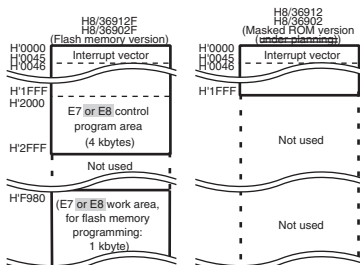 H8/36912F
H8/36902F
(Flash memory version)
H'0000
H'0045
H'0046
Interrupt vector
H'1FFF
H'2000
E7 or E8 control
program area
(4 kbytes)
H'2FFF
Not used
H'F980
(E7 or E8 work area,
for flash memory
programming:
1 kbyte)
H8/36912
H8/36902
(Masked ROM version)
(under planning)
H'0000
H'0045
H'0046
Interrupt vector
H'1FFF
Not used
Not used